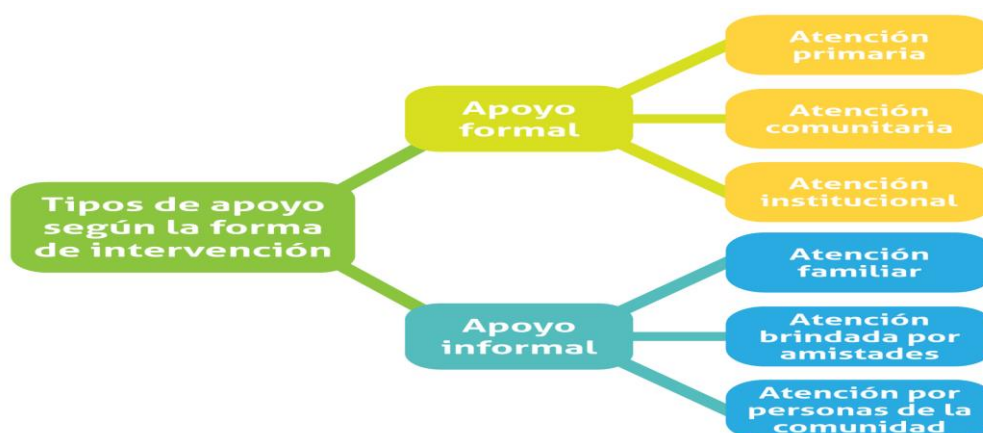 Tipos de apoyo
según la forma
de intervención
Apoyo
formal
Atención
primaria
Atención
comunitaria
Atención
institucional
Apoyo
informal
Atención
familiar
Atención
brindada por
amistades
Atención por
personas de la
comunidad